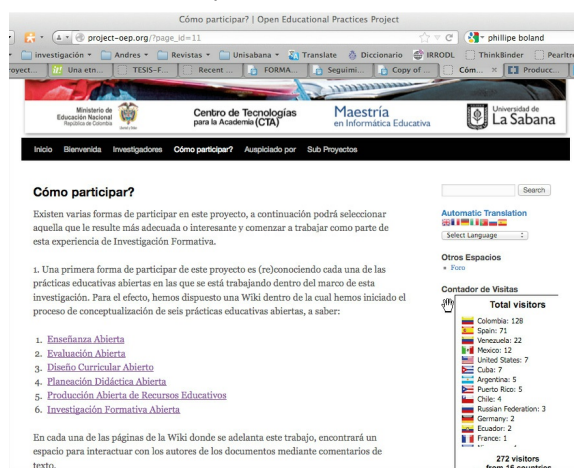 Cómo participar? | Open Educational Practices Project
project-oep.org/?page_id=11
phillipe boland
investigación
Andres
Revistas
Unisabana
Translate
Diccionario
IRRODL
ThinkBinder
Pearltre
royect...
Una etn...
TESIS-F...
Recent ...
FORMA...
Seguimi...
Copy of ...
Cóm...
Producc...
Ministerio de
Educación Nacional
República de Colombia
Centro de Tecnologías
para la Academia (CTA)
Maestría
en Informática Educativa
Universidad de
La Sabana
Inicio Bienvenida Investigadores Cómo participar? Auspiciado por Sub Proyectos
Cómo participar?
Existen varias formas de participar en este proyecto, a continuación podrá seleccionar
aquella que le resulte más adecuada o interesante y comenzar a trabajar como parte de
esta experiencia de Investigación Formativa.
1. Una primera forma de participar de este proyecto es (re)conociendo cada una de las
prácticas educativas abiertas en las que se está trabajando dentro del marco de esta
investigación. Para el efecto, hemos dispuesto una Wiki dentro de la cual hemos iniciado el
proceso de conceptualización de seis prácticas educativas abiertas, a saber:
1. Enseñanza Abierta
2. Evaluación Abierta
3. Diseño Curricular Abierto
4. Planeación Didáctica Abierta
5. Producción Abierta de Recursos Educativos
6. Investigación Formativa Abierta
En cada una de las páginas de la Wiki donde se adelanta este trabajo, encontrará un
espacio para interactuar con los autores de los documentos mediante comentarios de
texto.
Search
Automatic Translation
Select Language
Otros Espacios
Foro
Contador de Visitas
Total visitors
Colombia: 128
Spain: 71
Venezuela: 22
Mexico: 12
United States: 7
Cuba: 7
Argentina: 5
Puerto Rico: 5
Chile: 4
Russian Federation: 3
Germany: 2
Ecuador: 2
France: 1
272 visitors
from 16 countries